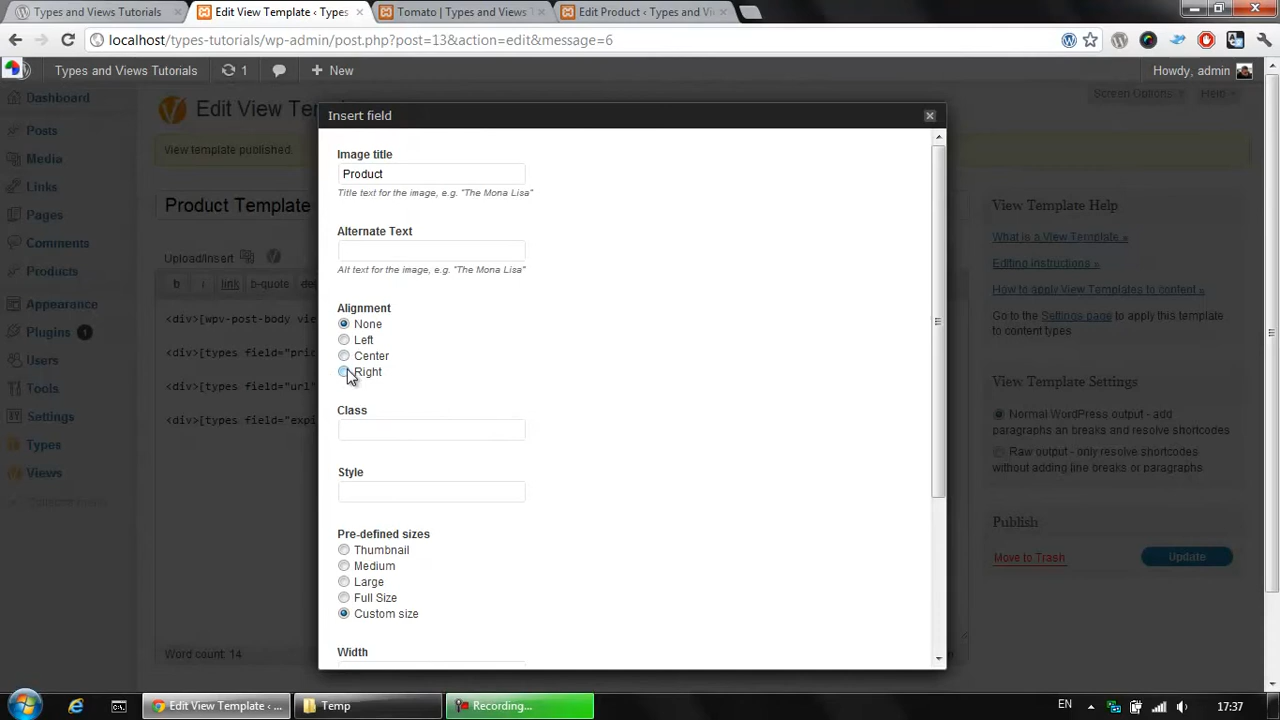 Types and Views Tutorials
Edit View Template ‹ Types
Tomato | Types and Views T
Edit Product ‹ Types and Vi
localhost/types-tutorials/wp-admin/post.php?post=13&action=edit&message=6
Types and Views Tutorials
1
New
Howdy, admin
Dashboard
Posts
Media
Links
Pages
Comments
Products
Appearance
Plugins 1
Users
Tools
Settings
Types
Views
Edit View Temp
Screen Options
Help
View template published.
Product Template
Upload/Insert
b
i
link
b-quote
<div>[wpv-post-body vie
<div>[types field="pric
<div>[types field="url"
<div>[types field="expi
Word count: 14
Insert field
Image title
Product
Title text for the image, e.g. "The Mona Lisa"
Alternate Text
Alt text for the image, e.g. "The Mona Lisa"
Alignment
None
Left
Center
Right
Class
Style
Pre-defined sizes
Thumbnail
Medium
Large
Full Size
Custom size
Width
View Template Help
What is a View Template »
Editing instructions »
How to apply View Templates to content »
Go to the Settings page to apply this template
to content types
View Template Settings
Normal WordPress output - add
paragraphs an breaks and resolve shortcodes
Raw output - only resolve shortcodes
without adding line breaks or paragraphs
Publish
Move to Trash
Update
Edit View Template ‹ ...
Temp
Recording...
EN
17:37